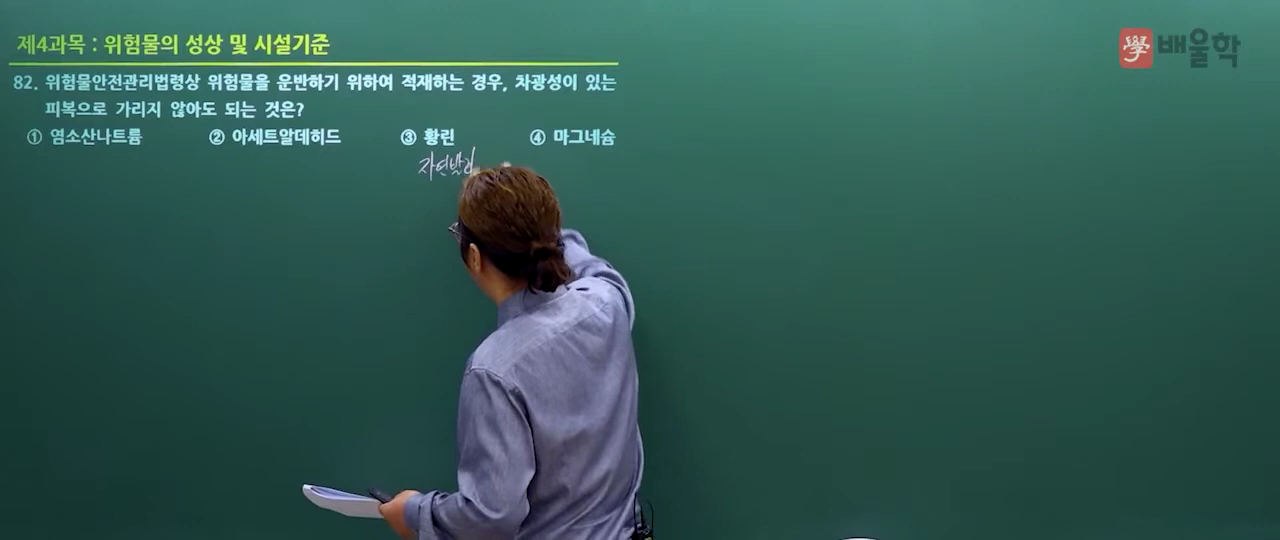 제4과목 : 위험물의 성상 및 시설기준
學 배울학
82. 위험물안전관리법령상 위험물을 운반하기 위하여 적재하는 경우, 차광성이 있는
피복으로 가리지 않아도 되는 것은?
① 염소산나트륨 ② 아세트알데히드 ③ 황린 ④ 마그네슘
자연발화